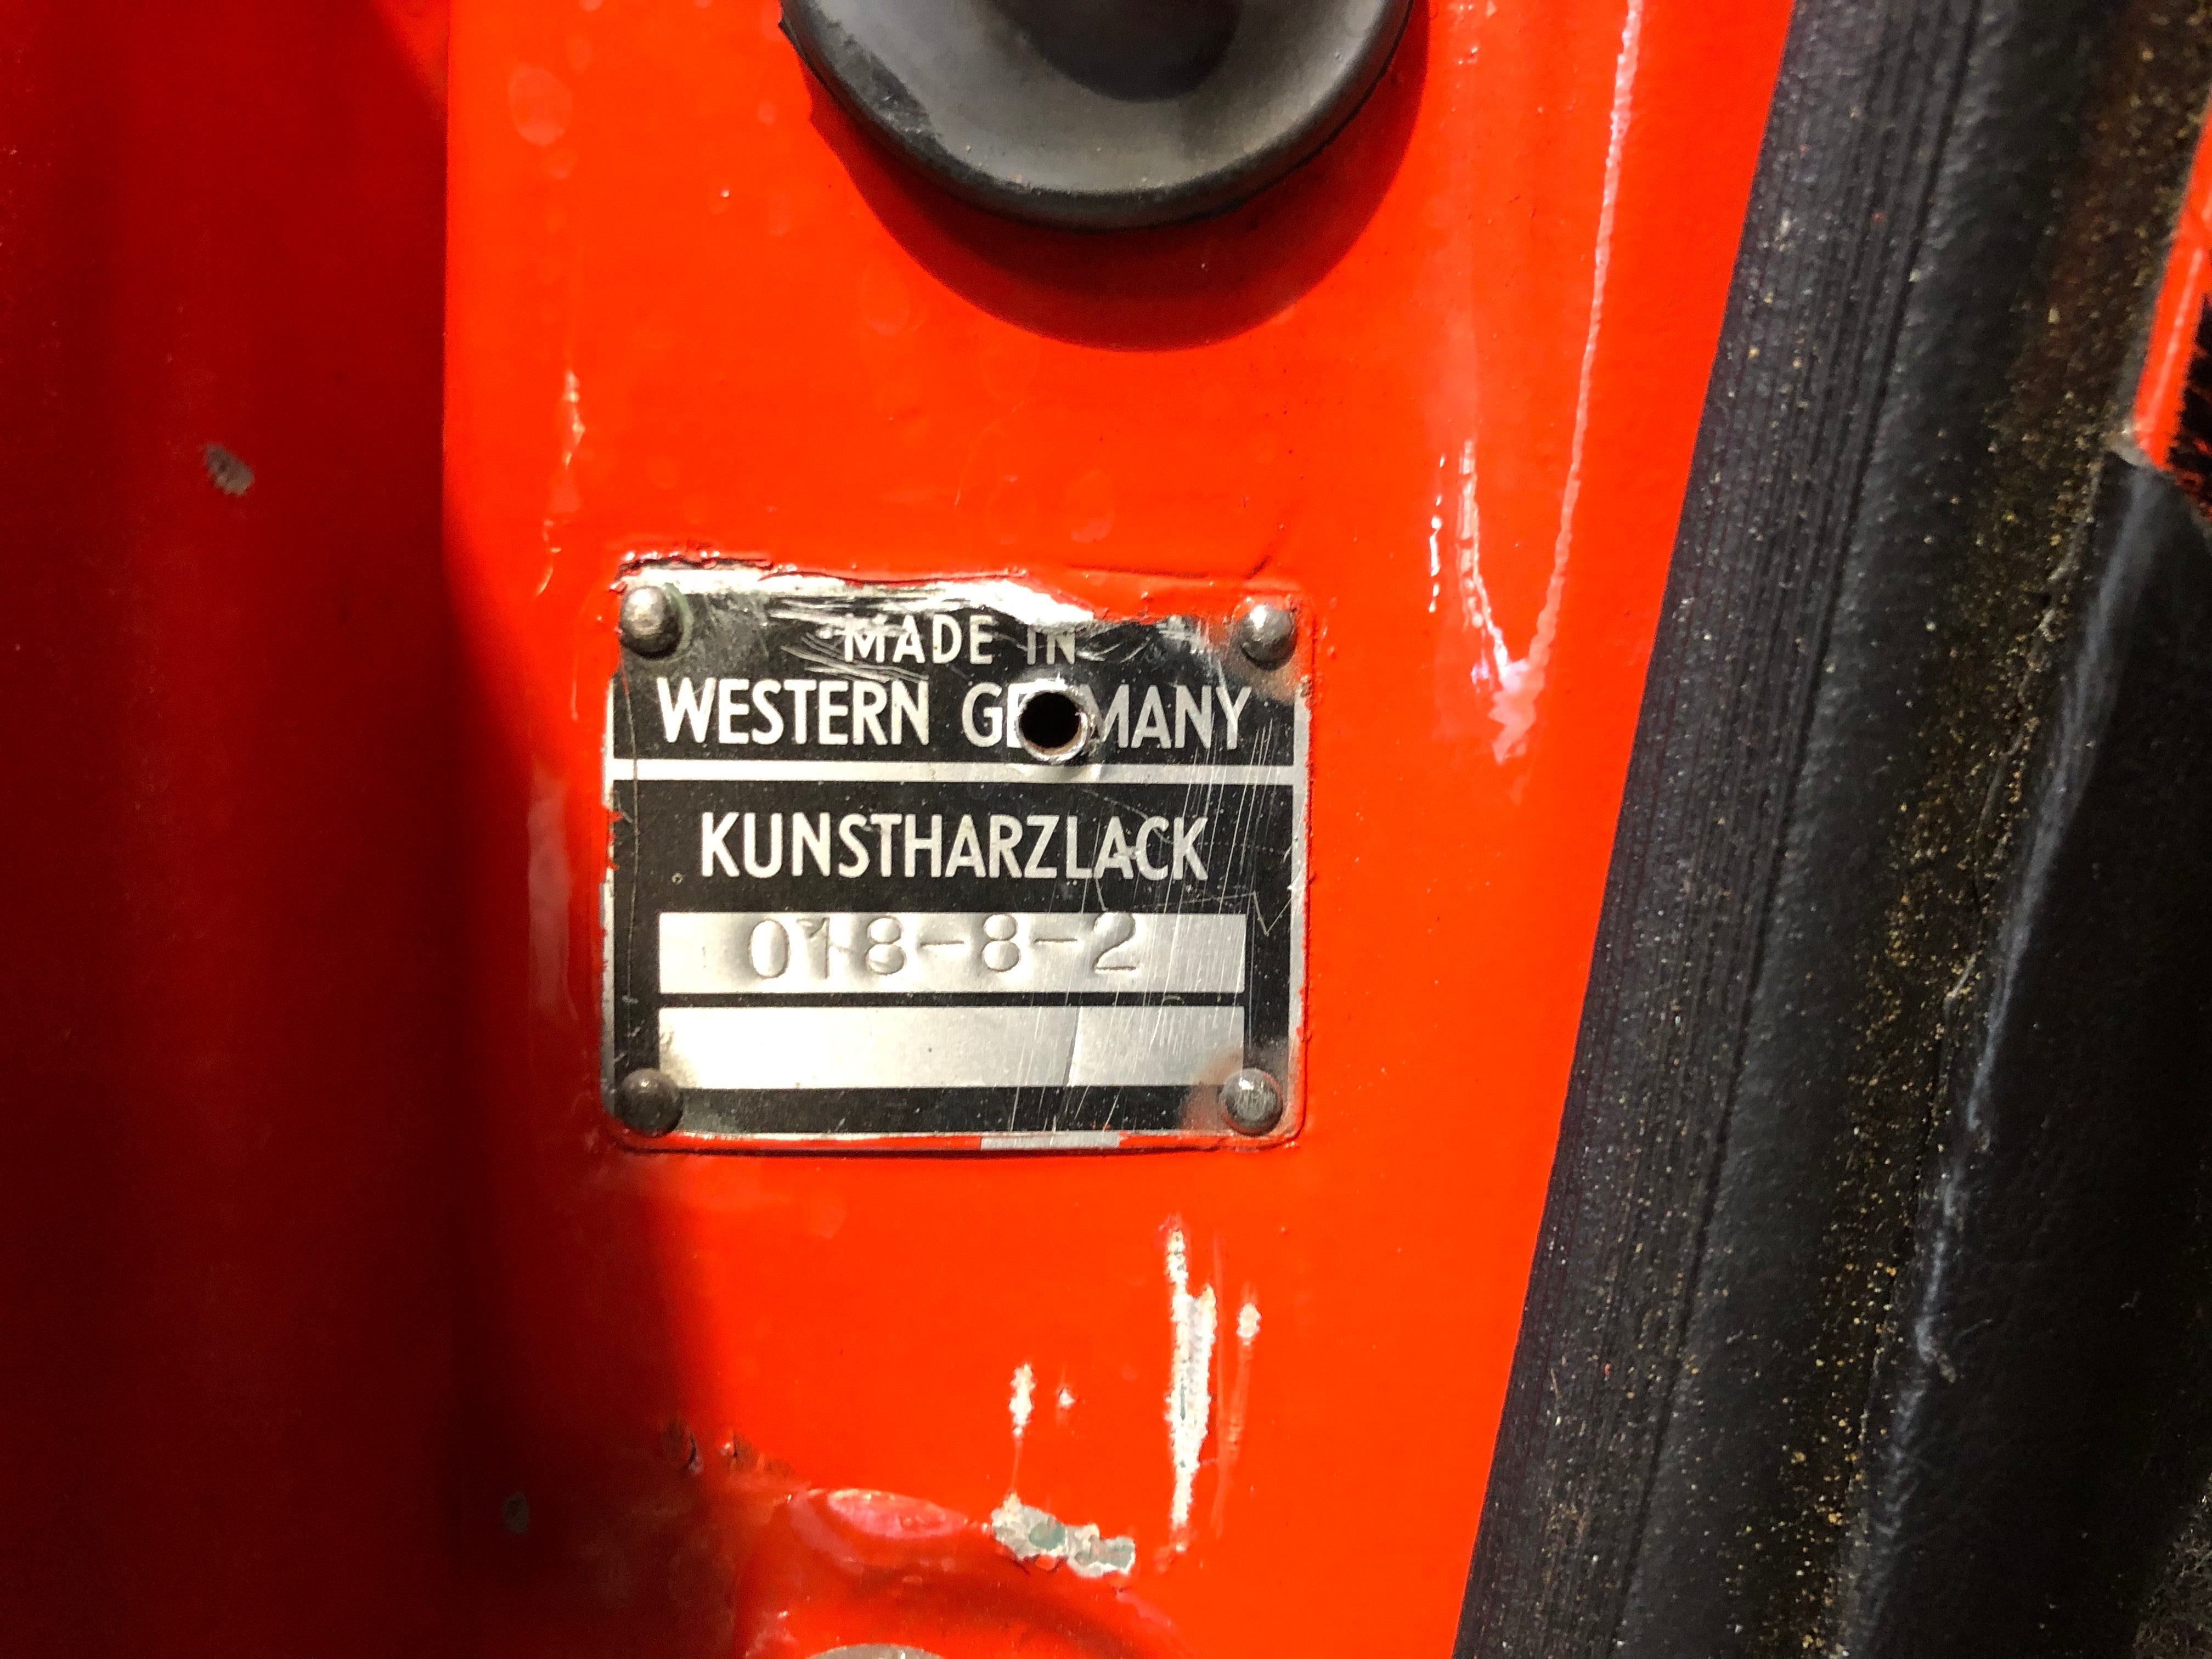 MADE IN
WESTERN GERMANY
KUNSTHARZLACK
018-8-2